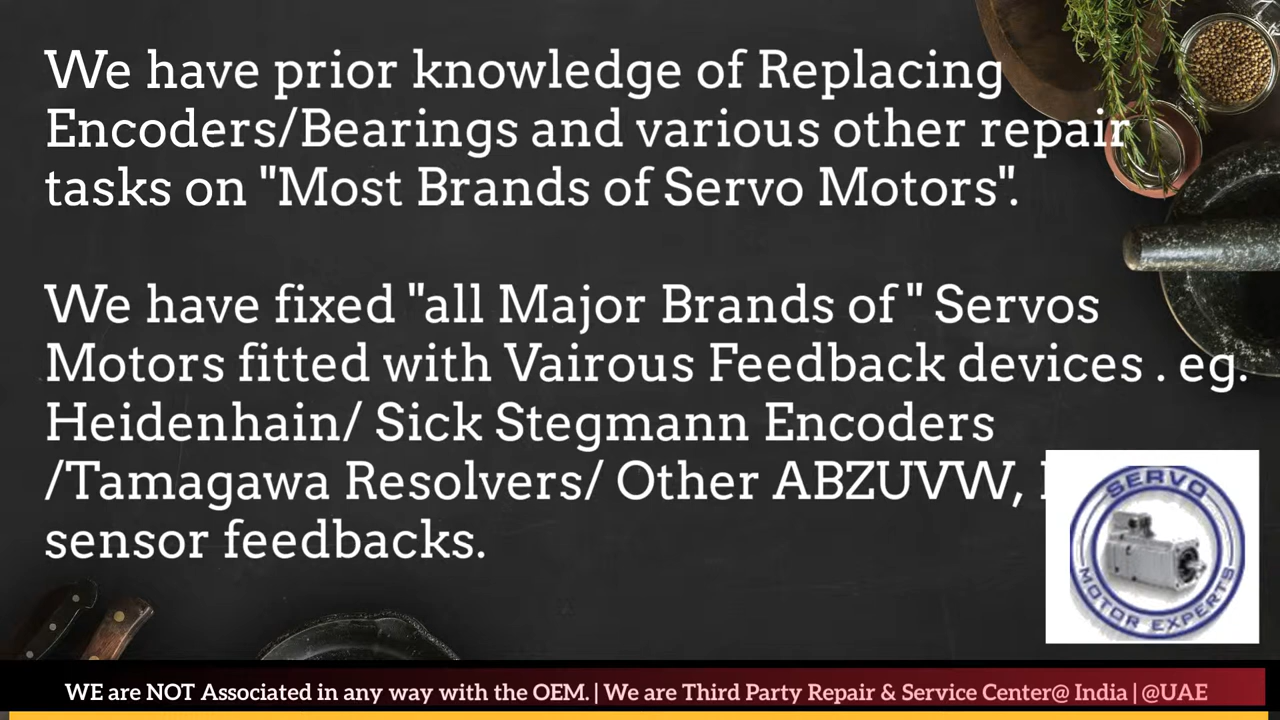 We have prior knowledge of Replacing
Encoders/Bearings and various other repair
tasks on "Most Brands of Servo Motors".
We have fixed "all Major Brands of " Servos
Motors fitted with Vairous Feedback devices . eg.
Heidenhain/ Sick Stegmann Encoders
/Tamagawa Resolvers/ Other ABZUVW,
sensor feedbacks.
SERVO
MOTOR EXPERTS
WE are NOT Associated in any way with the OEM. | We are Third Party Repair & Service Center@ India | @UAE